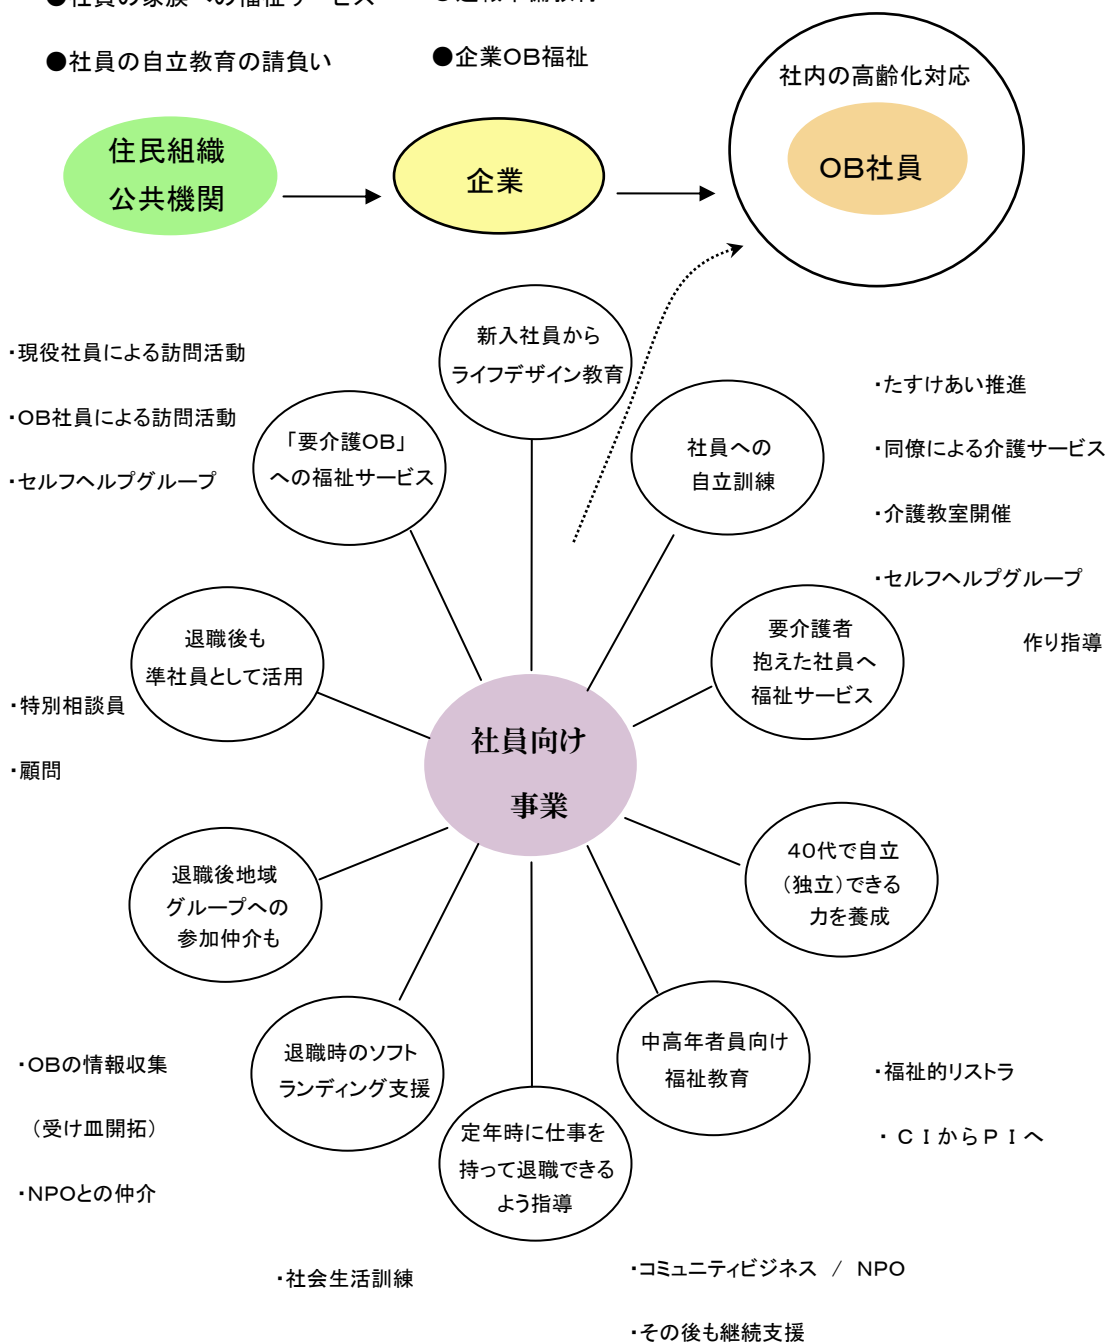 ●社員の自立教育の請負い
●企業OB福祉
社内の高齢化対応
OB社員
住民組織
公共機関
企業
新入社員から
ライフデザイン教育
・現役社員による訪問活動
・OB社員による訪問活動
・セルフヘルプグループ
「要介護OB」
への福祉サービス
社員への
自立訓練
・たすけあい推進
・同僚による介護サービス
・介護教室開催
・セルフヘルプグループ
作り指導
退職後も
準社員として活用
要介護者
抱えた社員へ
福祉サービス
・特別相談員
・顧問
社員向け
事業
退職後地域
グループへの
参加仲介も
40代で自立
(独立)できる
力を養成
退職時のソフト
ランディング支援
中高年者員向け
福祉教育
・OBの情報収集
(受け皿開拓)
・NPOとの仲介
・福祉的リストラ
・ＣＩからＰＩへ
定年時に仕事を
持って退職できる
よう指導
・社会生活訓練
・コミュニティビジネス / NPO
・その後も継続支援